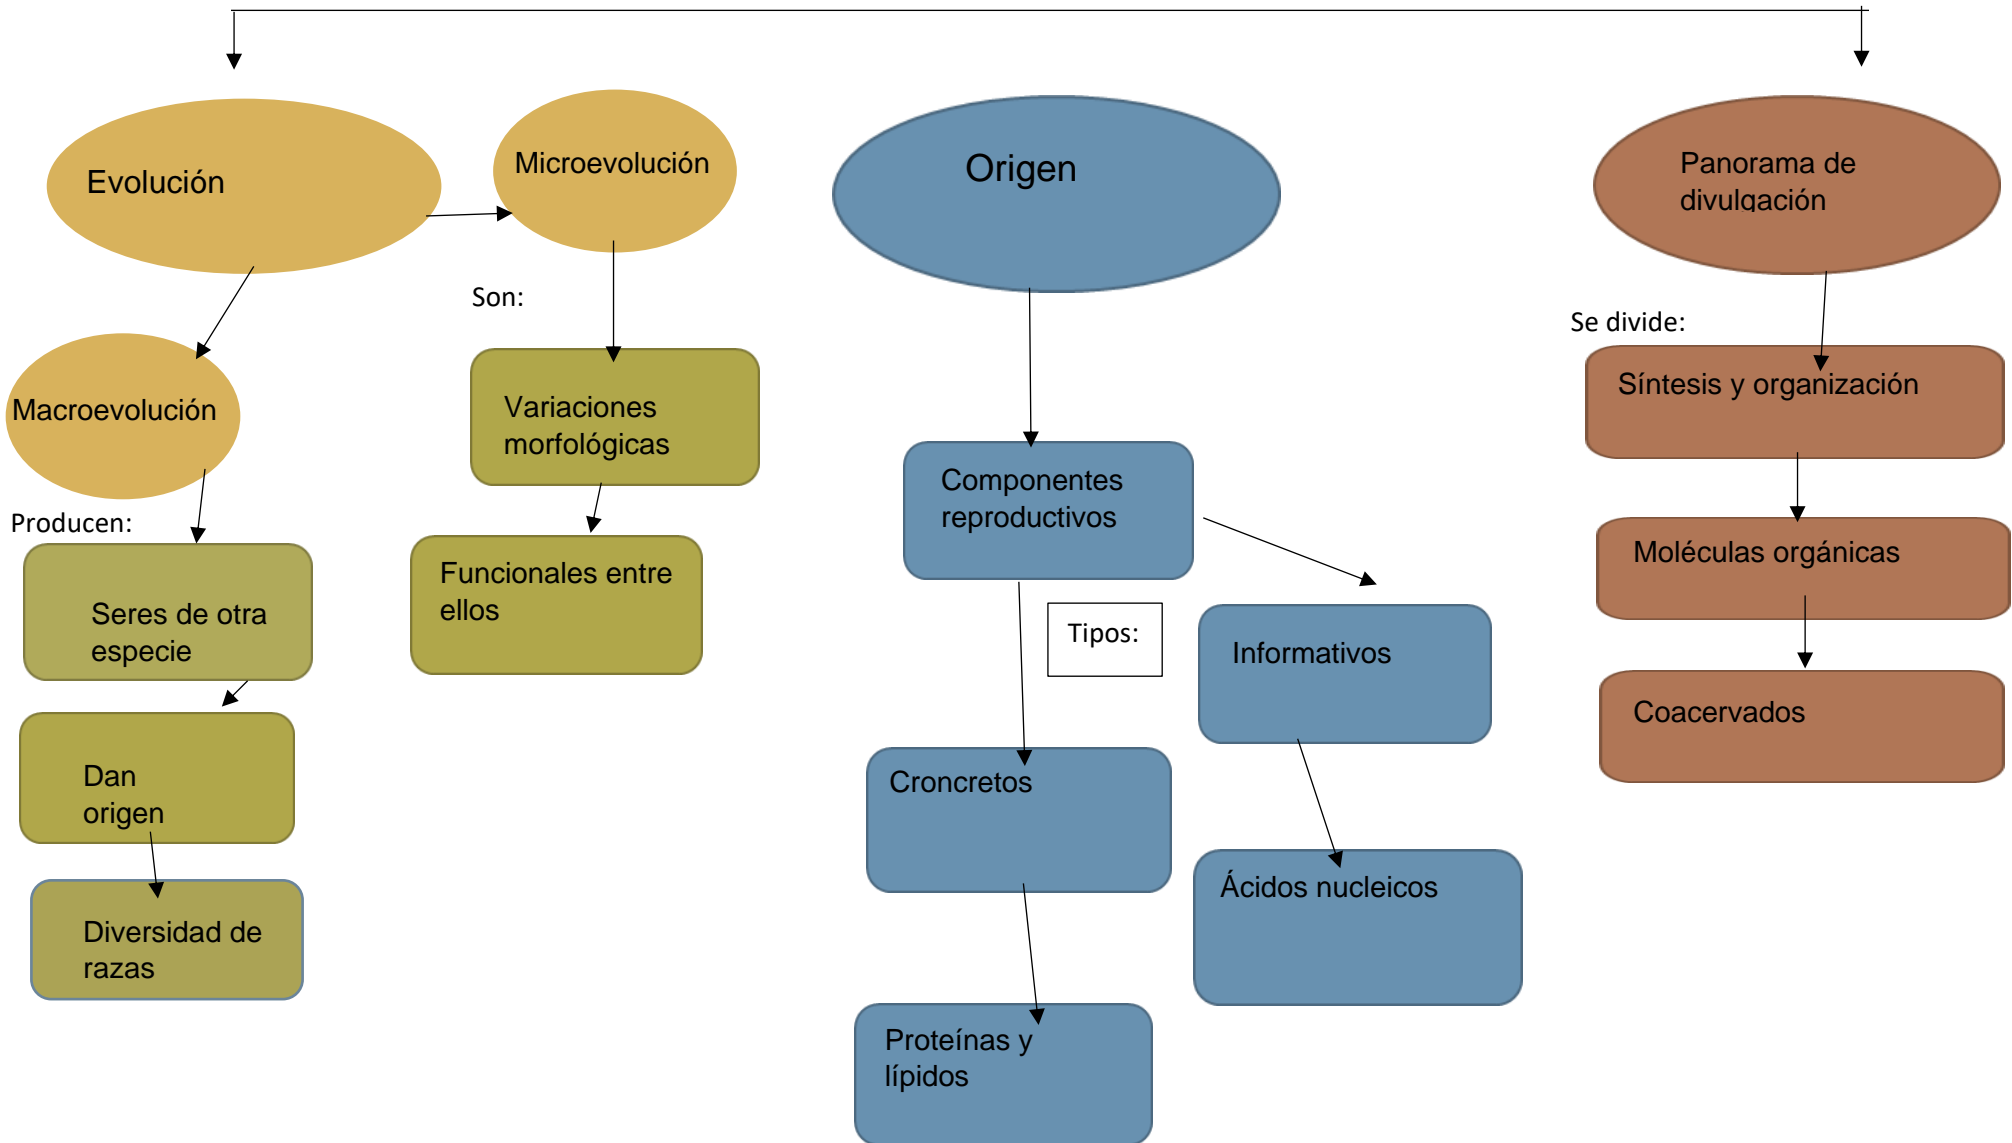 Evolución
Microevolución
Son:
Variaciones
morfológicas
Funcionales entre
ellos
Macroevolución
Producen:
Seres de otra
especie
Dan
origen
Diversidad de
razas
Origen
Componentes
reproductivos
Tipos:
Croncretos
Proteínas y
lípidos
Informativos
Ácidos nucleicos
Panorama de
divulgación
Se divide:
Síntesis y organización
Moléculas orgánicas
Coacervados